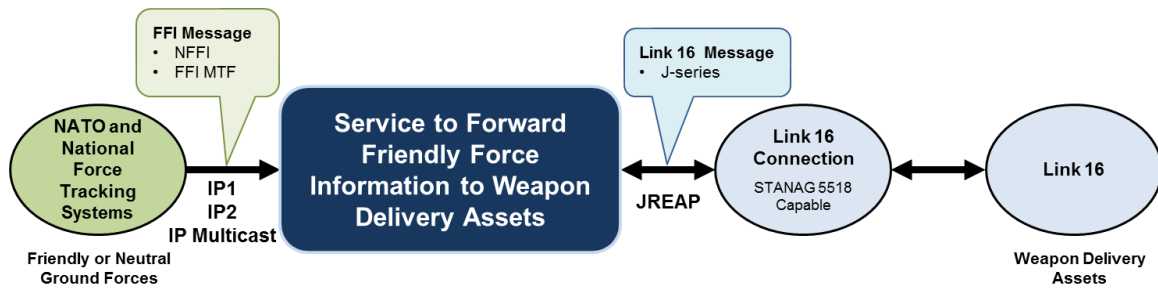 FFI Message
• NFFI
• FFI MTF
Link 16 Message
• J-series
NATO and
National
Force
Tracking
Systems
IP1
IP2
IP Multicast
Service to Forward
Friendly Force
Information to Weapon
Delivery Assets
JREAP
Link 16
Connection
STANAG 5518
Capable
Link 16
Friendly or Neutral
Ground Forces
Weapon Delivery
Assets